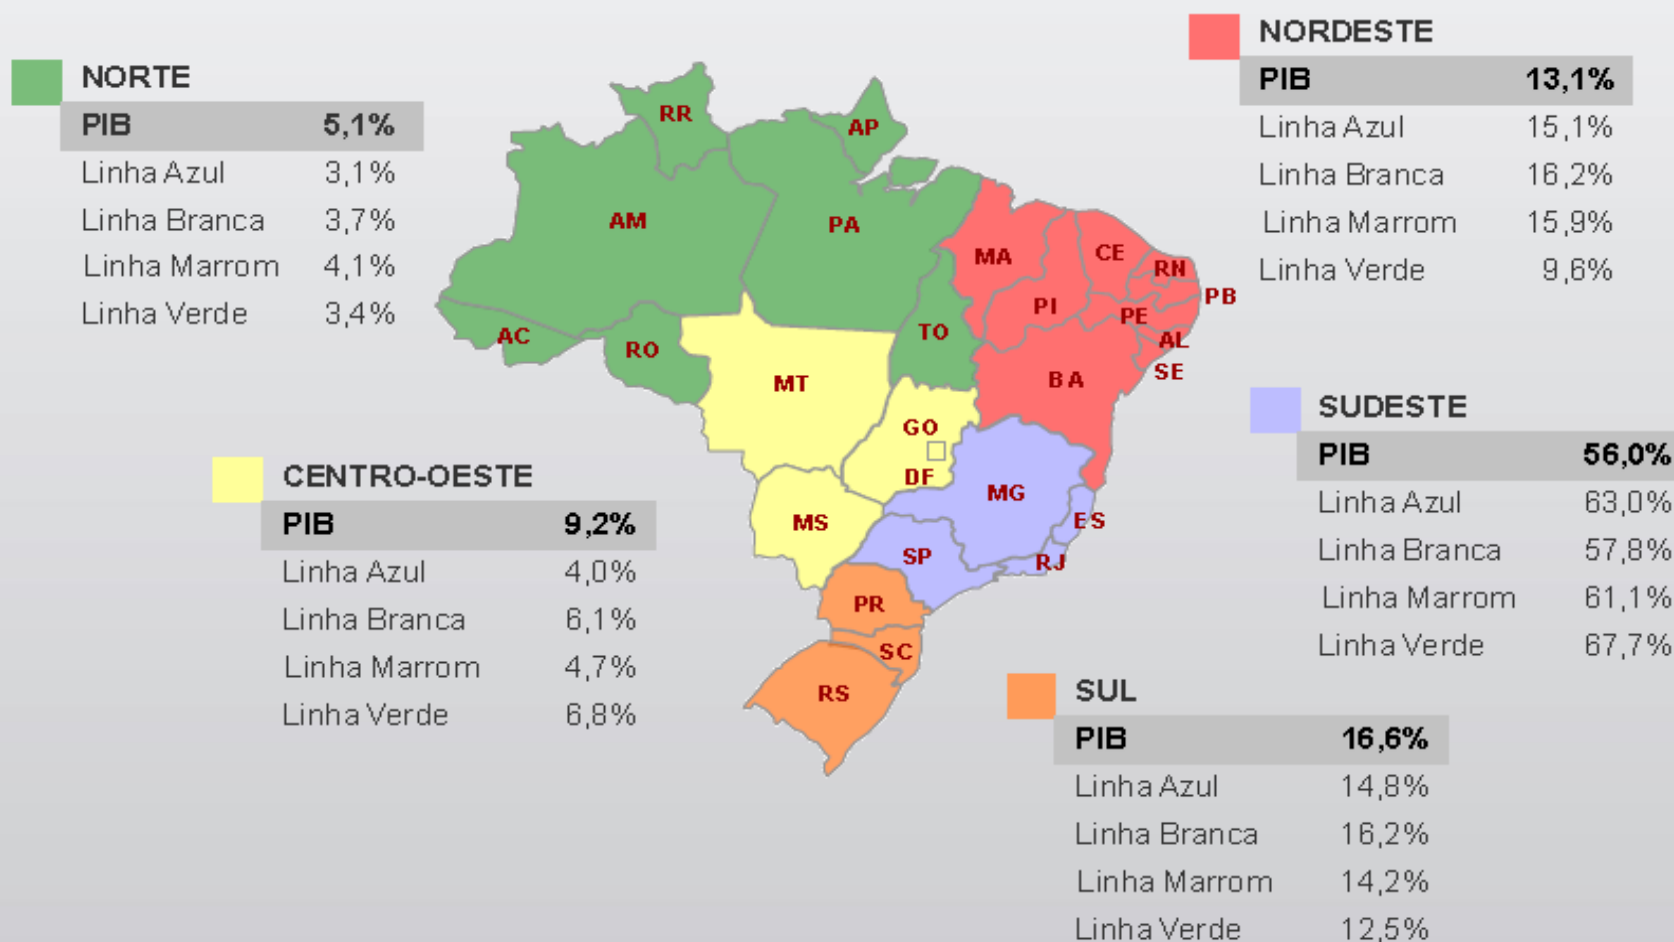 NORTE
PIB 5,1%
Linha Azul 3,1%
Linha Branca 3,7%
Linha Marrom 4,1%
Linha Verde 3,4%
NORDESTE
PIB 13,1%
Linha Azul 15,1%
Linha Branca 16,2%
Linha Marrom 15,9%
Linha Verde 9,6%
RR
AP
AM
PA
MA
CE
RN
PB
PI
PE
AL
SE
TO
AC
RO
MT
BA
GO
DF
MG
ES
MS
SP
RJ
PR
SC
RS
CENTRO-OESTE
PIB 9,2%
Linha Azul 4,0%
Linha Branca 6,1%
Linha Marrom 4,7%
Linha Verde 6,8%
SUDESTE
PIB 56,0%
Linha Azul 63,0%
Linha Branca 57,8%
Linha Marrom 61,1%
Linha Verde 67,7%
SUL
PIB 16,6%
Linha Azul 14,8%
Linha Branca 16,2%
Linha Marrom 14,2%
Linha Verde 12,5%